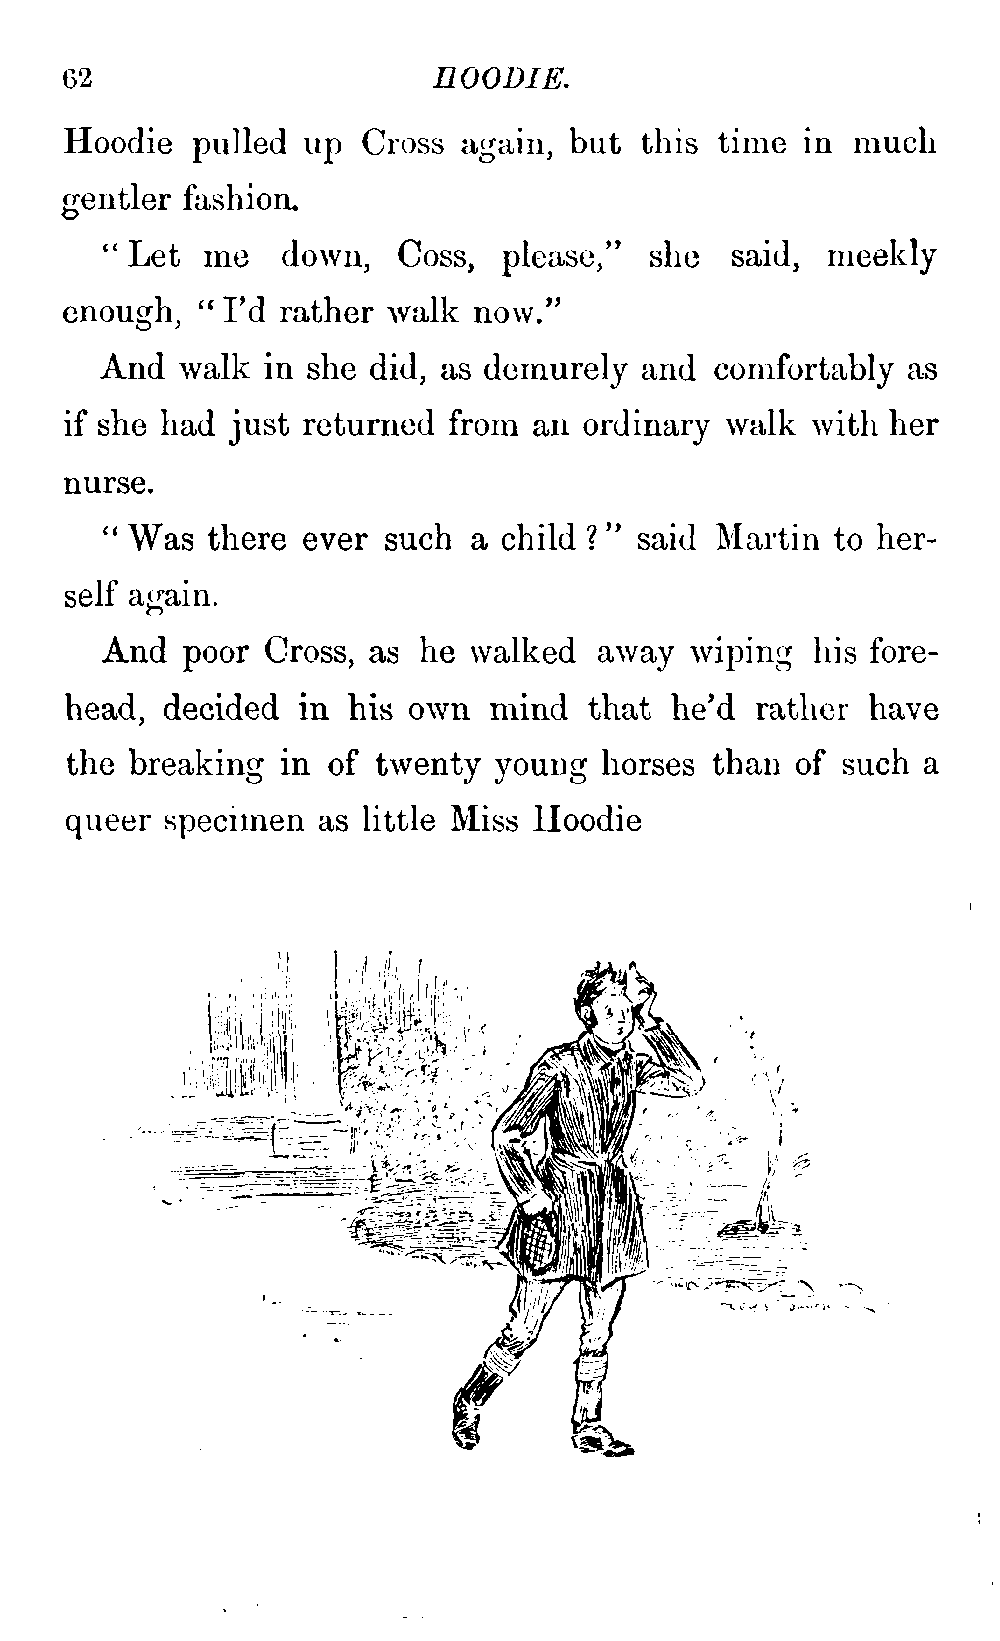 62 HOODIE.
Hoodie pulled up Cross again, but this time in much
gentler fashion.
“Let me down, Coss, please,” she said, meekly
enough, “I’d rather walk now.”
And walk in she did, as demurely and comfortably as
if she had just returned from an ordinary walk with her
nurse.
“Was there ever such a child?” said Martin to her-
self again.
And poor Cross, as he walked away wiping his fore-
head, decided in his own mind that he’d rather have
the breaking in of twenty young horses than of such a
queer specimen as little Miss Hoodie